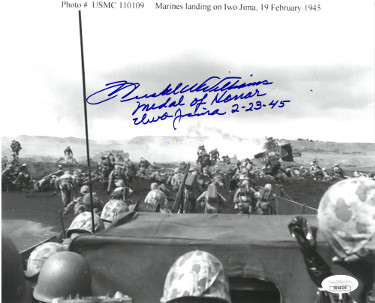 Photo # USMC 110109 Marines landing on Iwo Jima, 19 February 1945
Medal of Honor
Iwo Jima 2-23-45
JSA